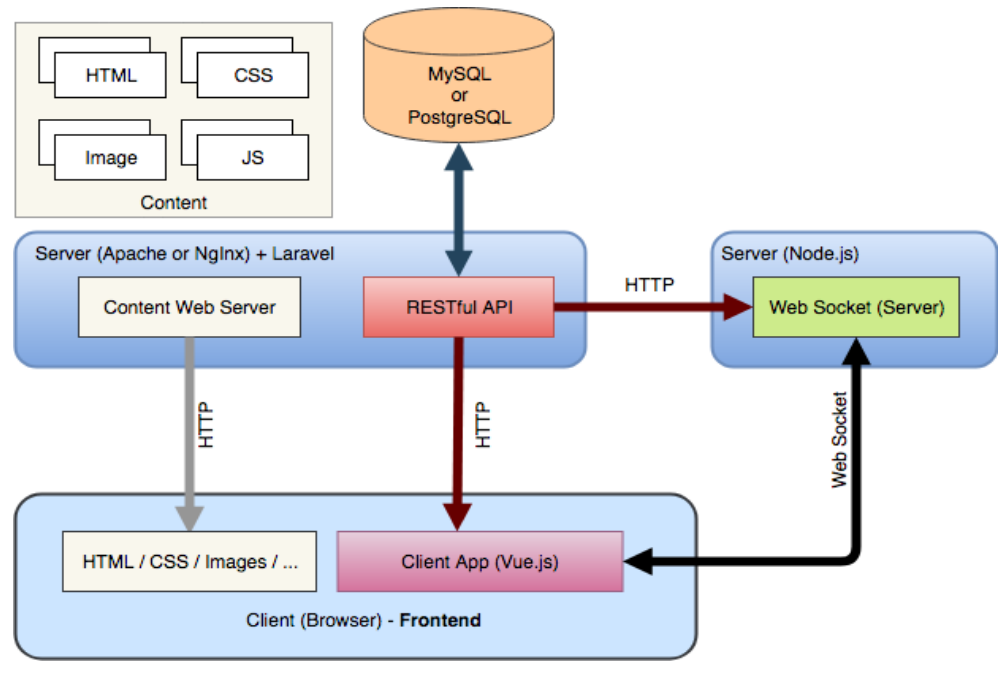 HTML
CSS
Image
JS
Content
MySQL
or
PostgreSQL
Server (Apache or NgInx) + Laravel
Content Web Server
RESTful API
HTTP
Server (Node.js)
Web Socket (Server)
HTTP
HTTP
Web Socket
HTML / CSS / Images / ...
Client App (Vue.js)
Client (Browser) - Frontend